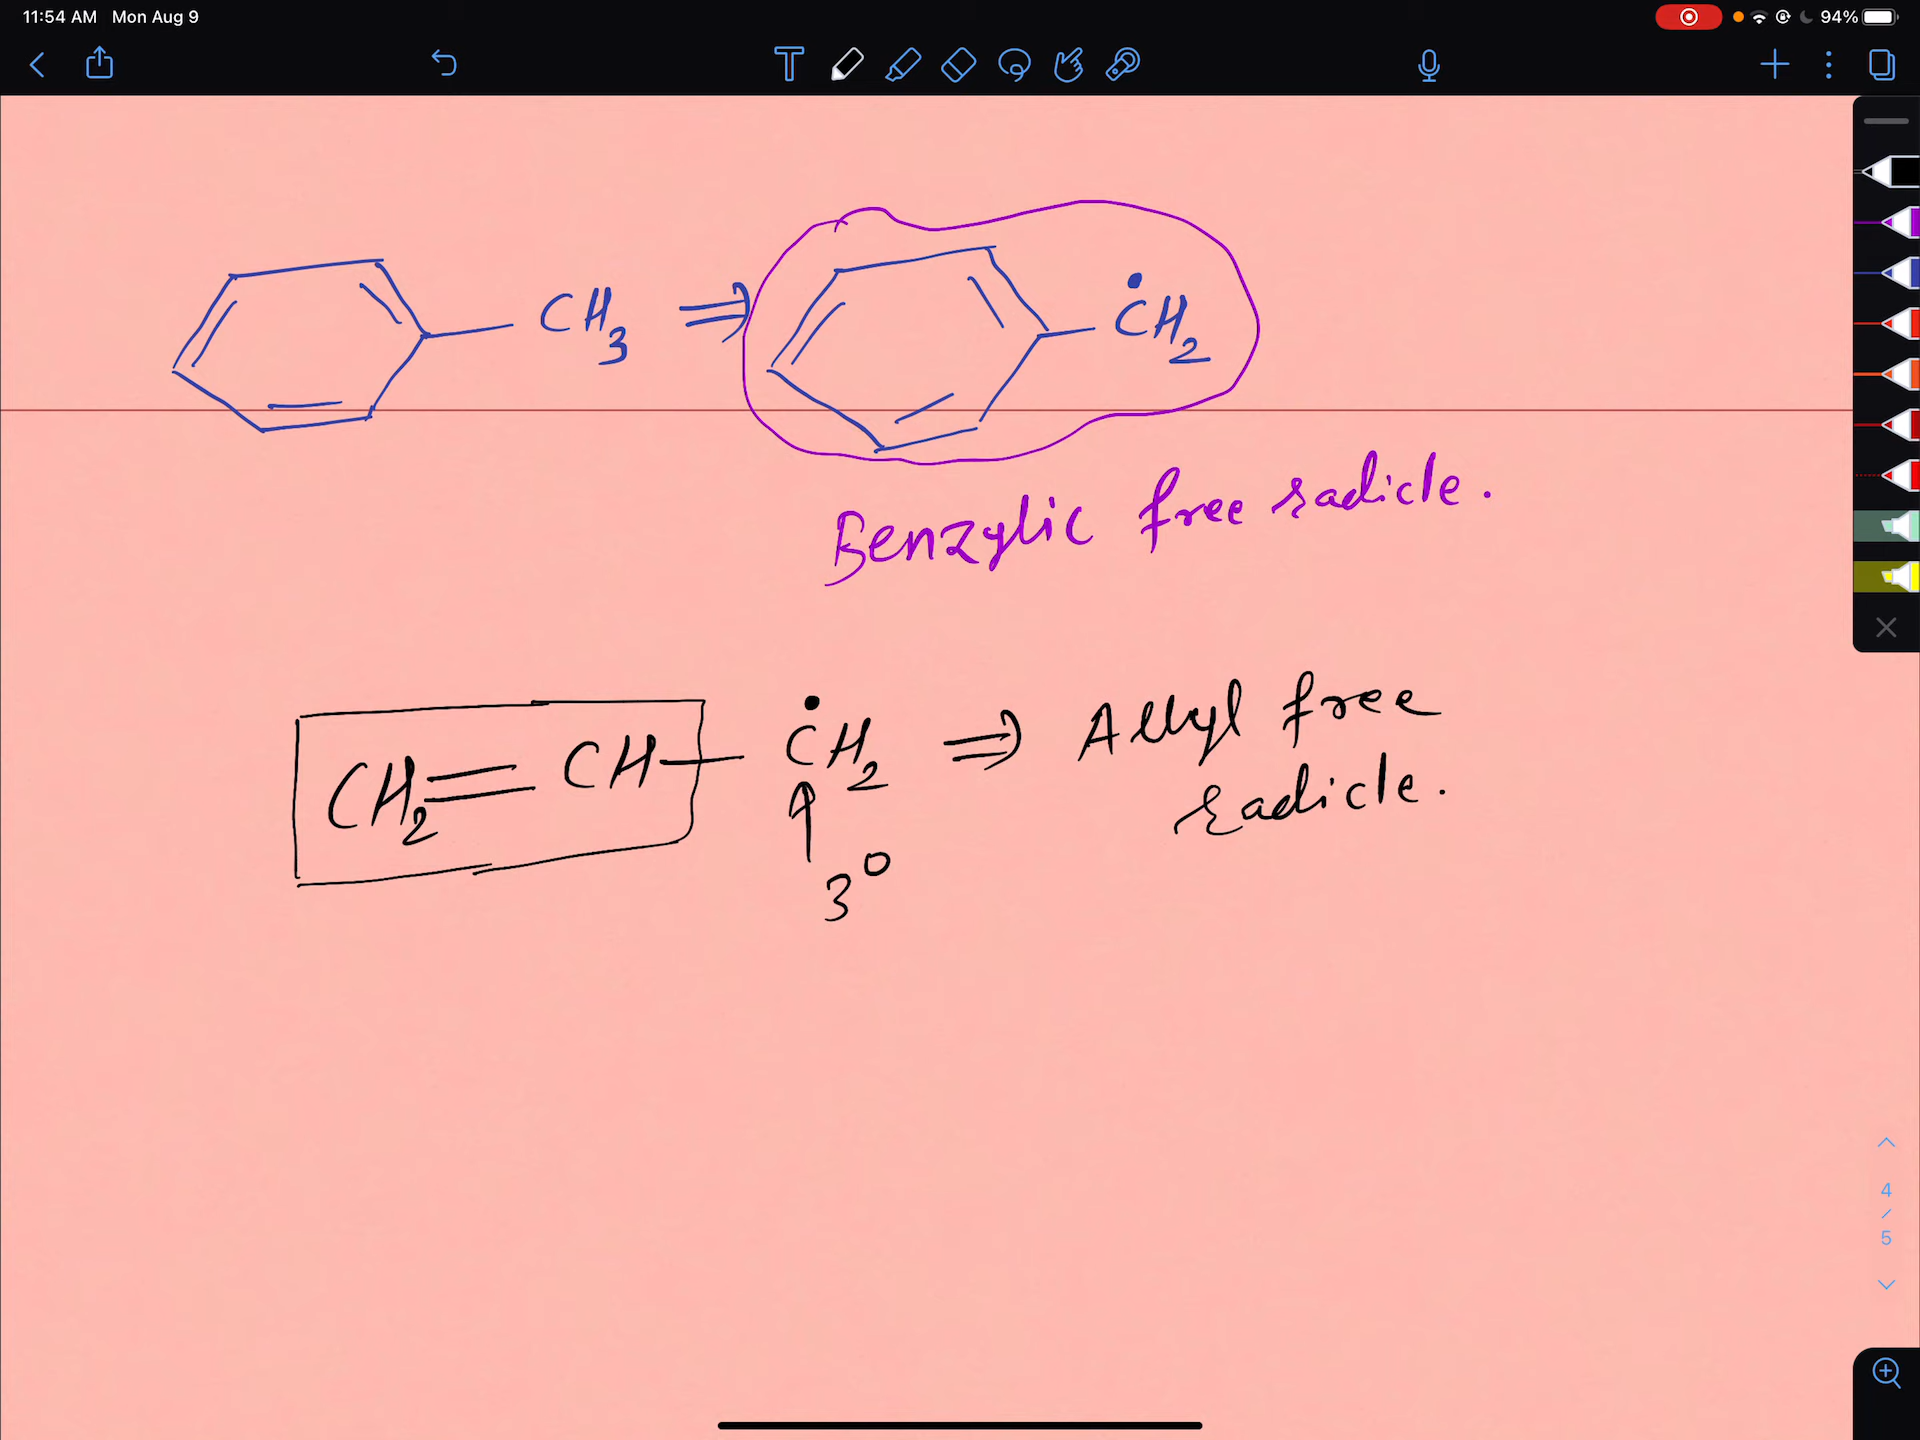 11:54 AM Mon Aug 9
94%
T
CH3 ⇒ ĊH2
Benzylic free radicle.
CH2=CH-ĊH2 ⇒ Allyl free
radicle.
3°
4
/
5